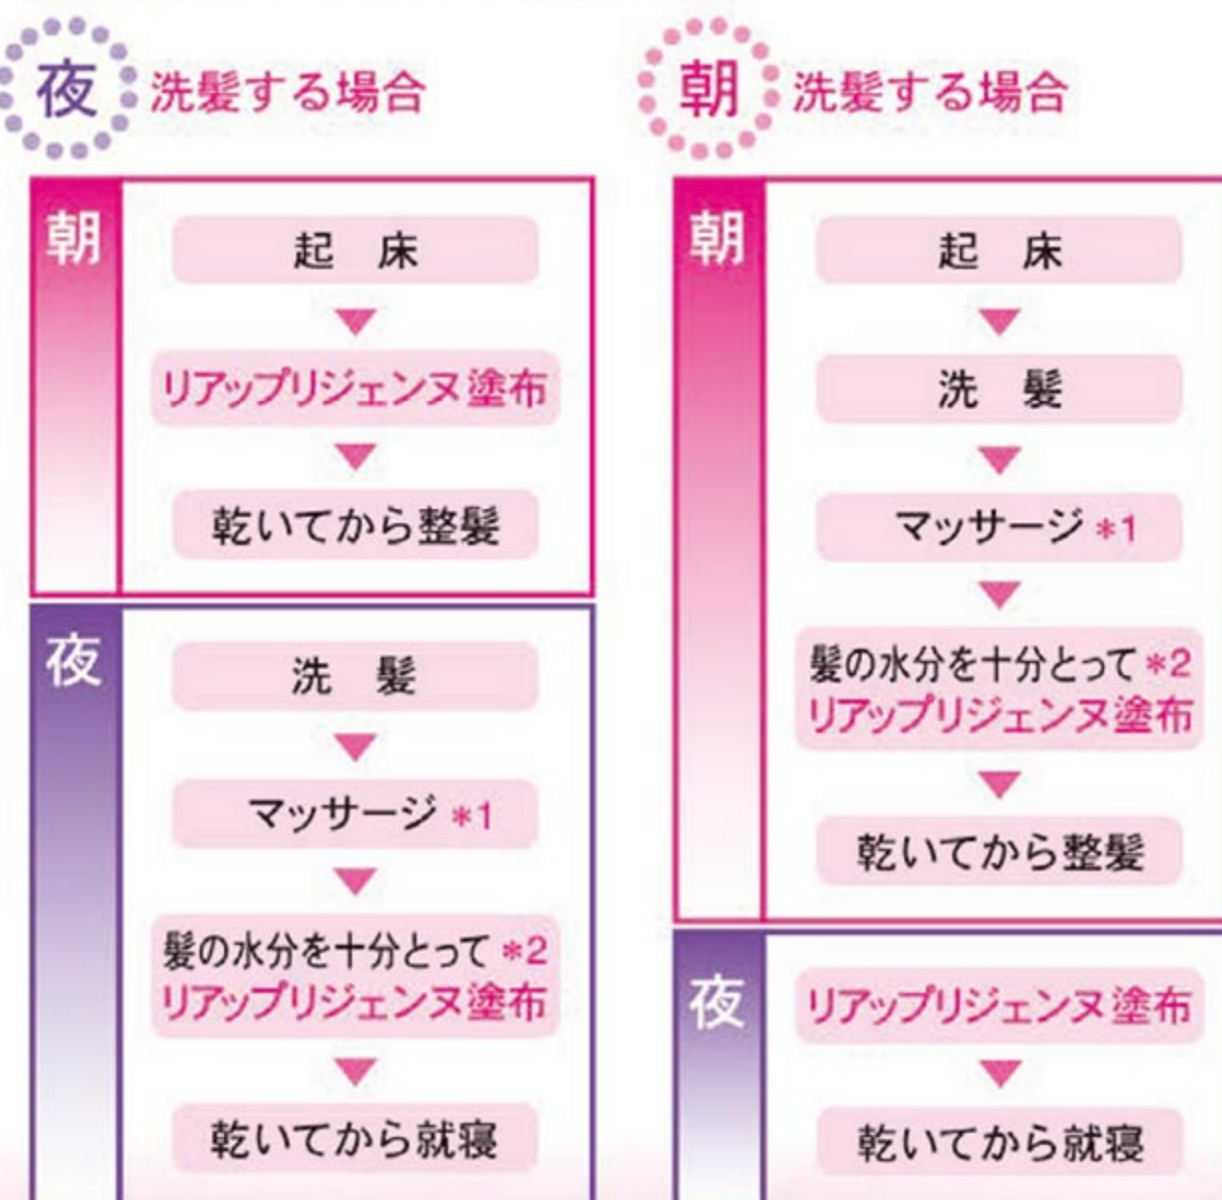 夜 洗髪する場合
朝
起 床
リアップリジェンヌ塗布
乾いてから整髪
夜
洗 髪
マッサージ *1
髪の水分を十分とって *2
リアップリジェンヌ塗布
乾いてから就寝
朝 洗髪する場合
朝
起 床
洗 髪
マッサージ *1
髪の水分を十分とって *2
リアップリジェンヌ塗布
乾いてから整髪
夜
リアップリジェンヌ塗布
乾いてから就寝